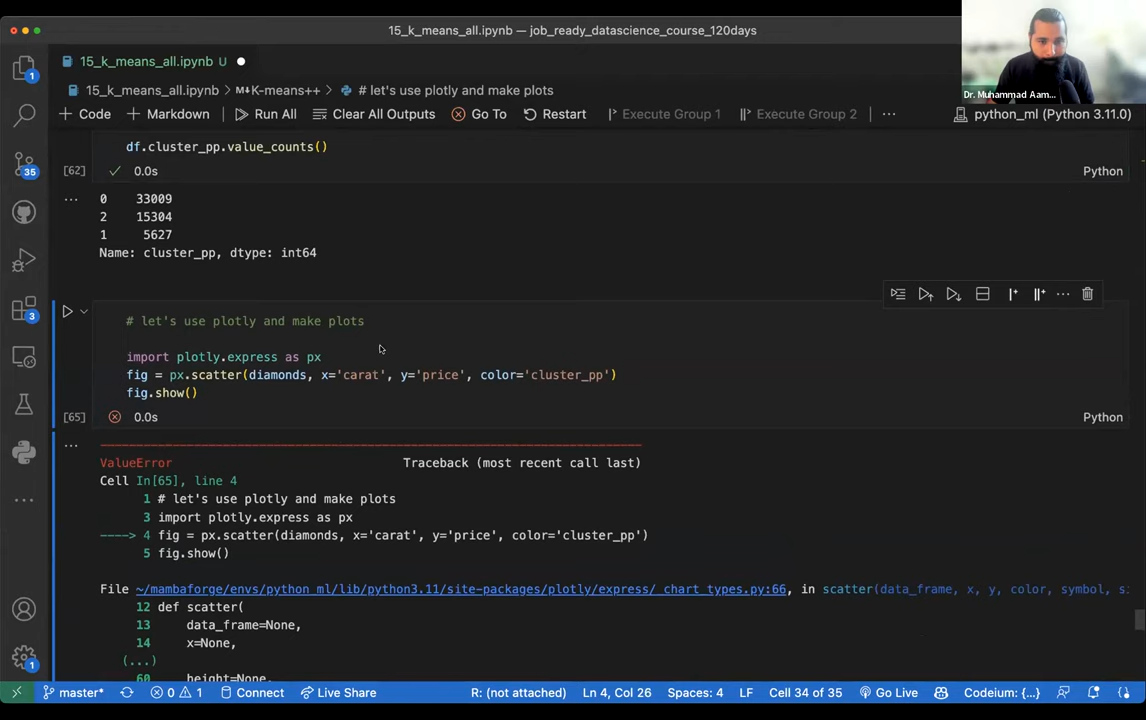 15_k_means_all.ipynb — job_ready_datascience_course_120days
15_k_means_all.ipynb U
15_k_means_all.ipynb > M↓K-means++ > # let's use plotly and make plots
+ Code + Markdown Run All Clear All Outputs Go To Restart Execute Group 1 Execute Group 2 ... python_ml (Python 3.11.0)
Dr. Muhammad Aam...
df.cluster_pp.value_counts()
[62] 0.0s Python
0 33009
2 15304
1 5627
Name: cluster_pp, dtype: int64
# let's use plotly and make plots
import plotly.express as px
fig = px.scatter(diamonds, x='carat', y='price', color='cluster_pp')
fig.show()
[65] 0.0s Python
ValueError Traceback (most recent call last)
Cell In[65], line 4
1 # let's use plotly and make plots
3 import plotly.express as px
----> 4 fig = px.scatter(diamonds, x='carat', y='price', color='cluster_pp')
5 fig.show()
File ~/mambaforge/envs/python_ml/lib/python3.11/site-packages/plotly/express/_chart_types.py:66, in scatter(data_frame, x, y, color, symbol, si
12 def scatter(
13 data_frame=None,
14 x=None,
(...)
60 height=None,
1
35
3
1
master* 0 1 Connect Live Share R: (not attached) Ln 4, Col 26 Spaces: 4 LF Cell 34 of 35 Go Live Codeium: {...}